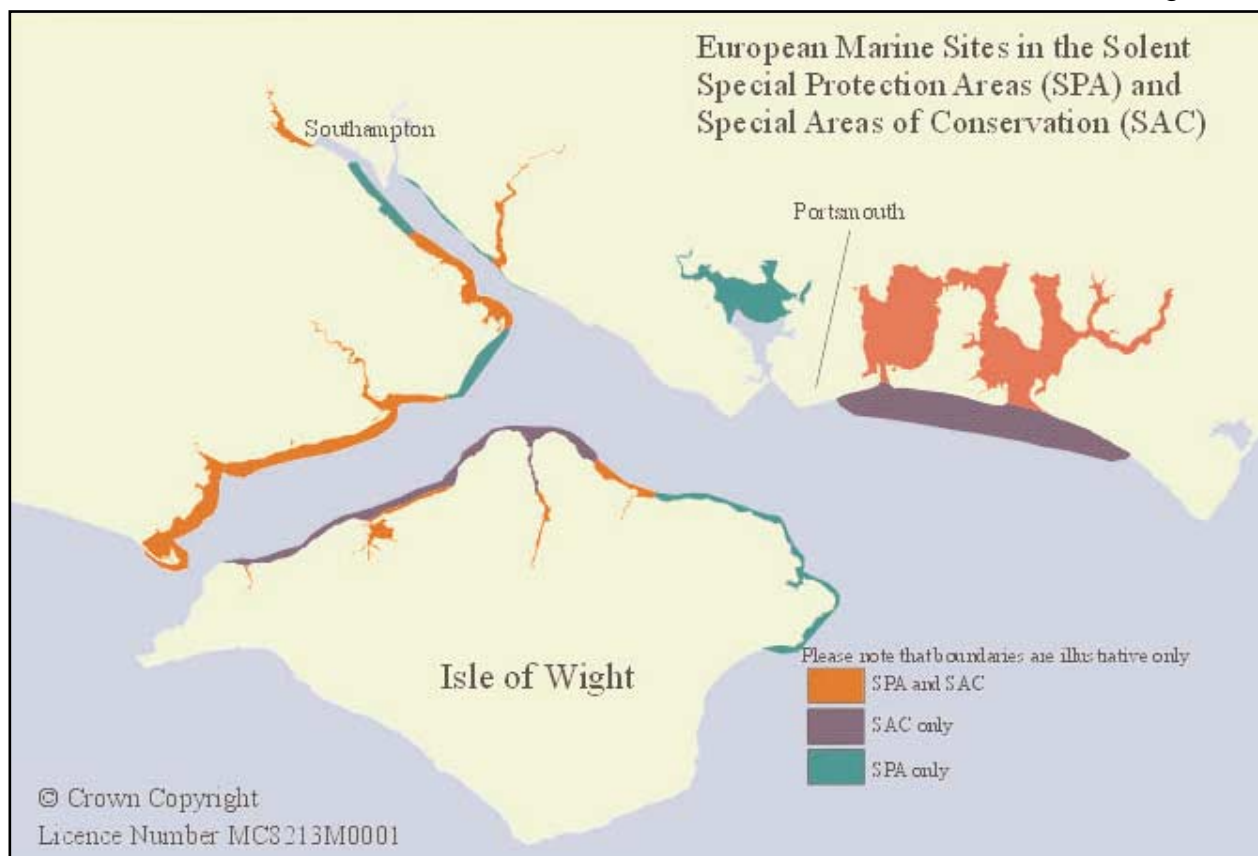 European Marine Sites in the Solent
Special Protection Areas (SPA) and
Special Areas of Conservation (SAC)
Southampton
Portsmouth
Isle of Wight
Please note that boundaries are illustrative only
SPA and SAC
SAC only
SPA only
© Crown Copyright
Licence Number MC8213M0001